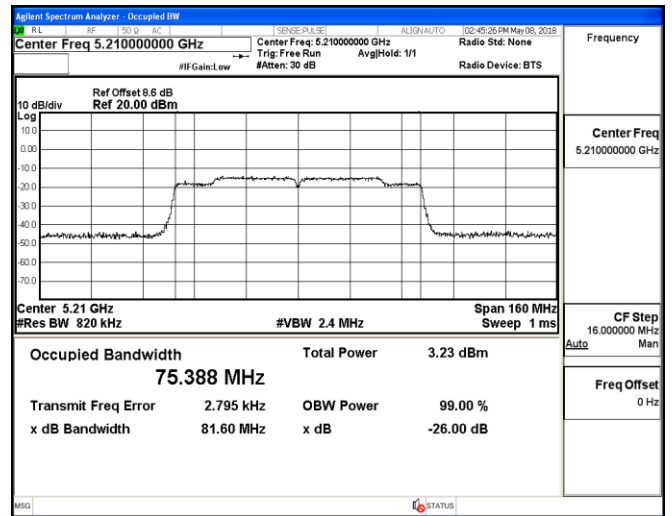 Agilent Spectrum Analyzer - Occupied BW
RL RF 50 Ω AC SENSE:PULSE ALIGNAUTO 02:45:26 PM May 08, 2018
Center Freq 5.210000000 GHz
Center Freq: 5.210000000 GHz
Radio Std: None
Trig: Free Run Avg|Hold: 1/1
#IFGain:Low
#Atten: 30 dB
Radio Device: BTS
Ref Offset 8.6 dB
10 dB/div Ref 20.00 dBm
Log
10.0
0.00
-10.0
-20.0
-30.0
-40.0
-50.0
-60.0
-70.0
Center 5.21 GHz Span 160 MHz
#Res BW 820 kHz #VBW 2.4 MHz Sweep 1 ms
Occupied Bandwidth Total Power 3.23 dBm
75.388 MHz
Transmit Freq Error 2.795 kHz OBW Power 99.00 %
x dB Bandwidth 81.60 MHz x dB -26.00 dB
MSG STATUS
Frequency
Center Freq
5.210000000 GHz
CF Step
16.000000 MHz
Auto Man
Freq Offset
0 Hz